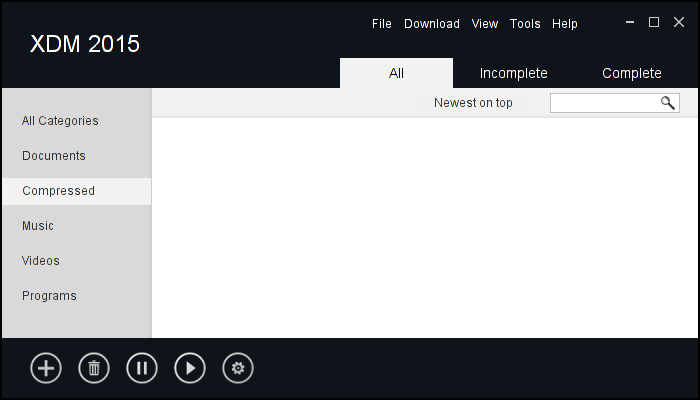 File Download View Tools Help
XDM 2015
All Incomplete Complete
Newest on top
All Categories
Documents
Compressed
Music
Videos
Programs